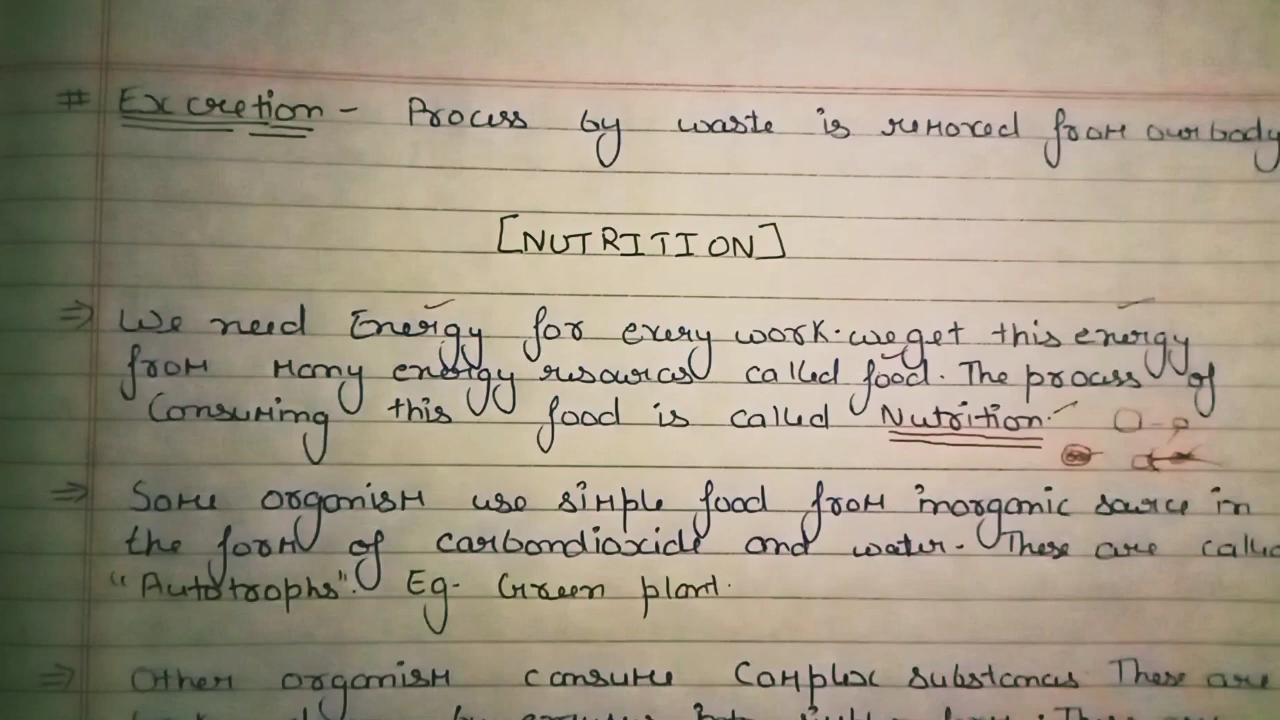 # Excretion - Process by waste is removed from our body
[NUTRITION]
⇒ We need Energy for every work. we get this energy
from many energy resources called food. The process of
Consuming this food is called Nutrition.
⇒ Some organism use simple food from inorganic source in
the form of carbondioxide and water. These are calle
"Autotrophs". Eg. Green plant.
⇒ Other organism consume Complex substances These are